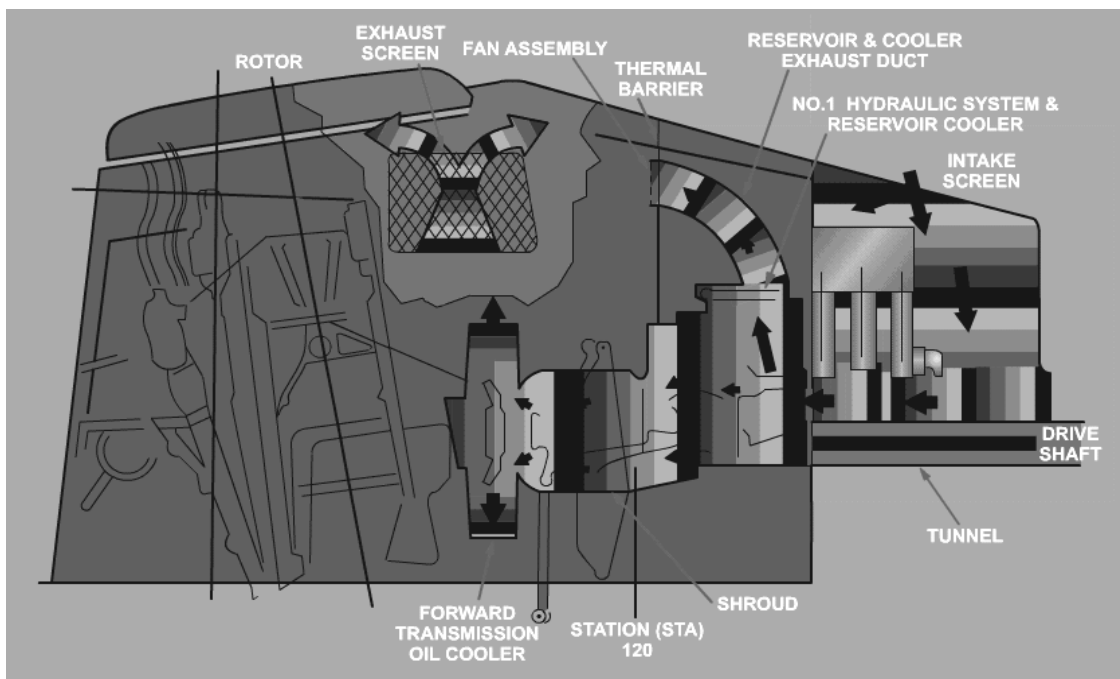 ROTOR
EXHAUST
SCREEN
FAN ASSEMBLY
THERMAL
BARRIER
RESERVOIR & COOLER
EXHAUST DUCT
NO.1 HYDRAULIC SYSTEM &
RESERVOIR COOLER
INTAKE
SCREEN
DRIVE
SHAFT
TUNNEL
SHROUD
STATION (STA)
120
FORWARD
TRANSMISSION
OIL COOLER